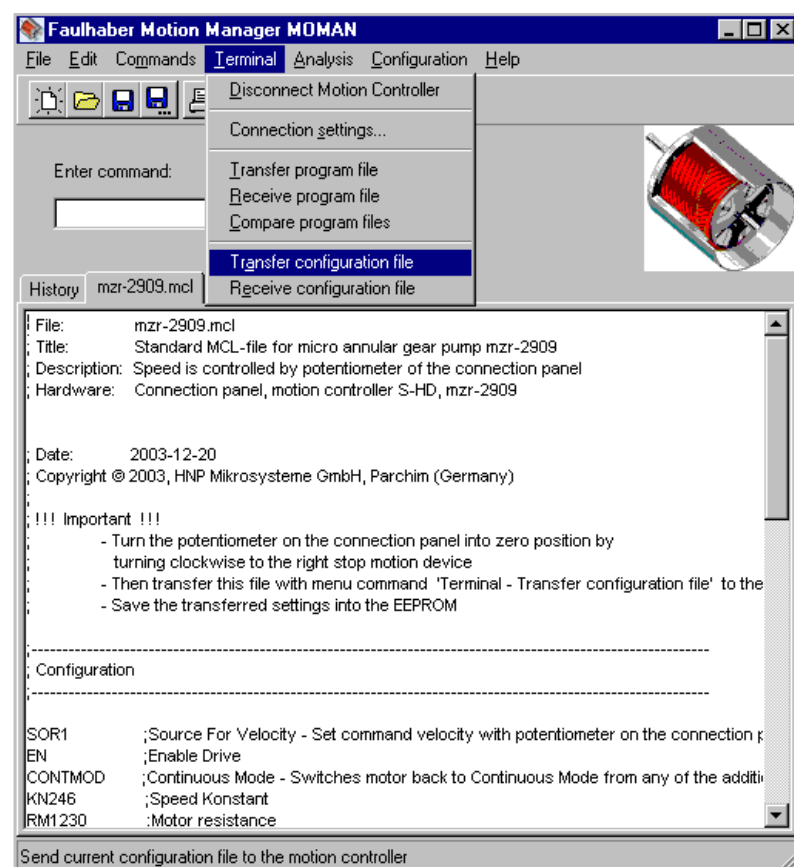 Faulhaber Motion Manager MOMAN
File Edit Commands Terminal Analysis Configuration Help
Disconnect Motion Controller
Connection settings...
Transfer program file
Receive program file
Compare program files
Transfer configuration file
Receive configuration file
Enter command:
History mzr-2909.mcl
; File: mzr-2909.mcl
; Title: Standard MCL-file for micro annular gear pump mzr-2909
; Description: Speed is controlled by potentiometer of the connection panel
; Hardware: Connection panel, motion controller S-HD, mzr-2909
; Date: 2003-12-20
; Copyright © 2003, HNP Mikrosysteme GmbH, Parchim (Germany)
;
; !!! Important !!!
; - Turn the potentiometer on the connection panel into zero position by
; turning clockwise to the right stop motion device
; - Then transfer this file with menu command 'Terminal - Transfer configuration file' to the
; - Save the transferred settings into the EEPROM
;--------------------------------------------------------------------------------------------------------------
; Configuration
;--------------------------------------------------------------------------------------------------------------
SOR1 ;Source For Velocity - Set command velocity with potentiometer on the connection
EN ;Enable Drive
CONTMOD ;Continuous Mode - Switches motor back to Continuous Mode from any of the
KN246 ;Speed Konstant
RM1230 ;Motor resistance
Send current configuration file to the motion controller